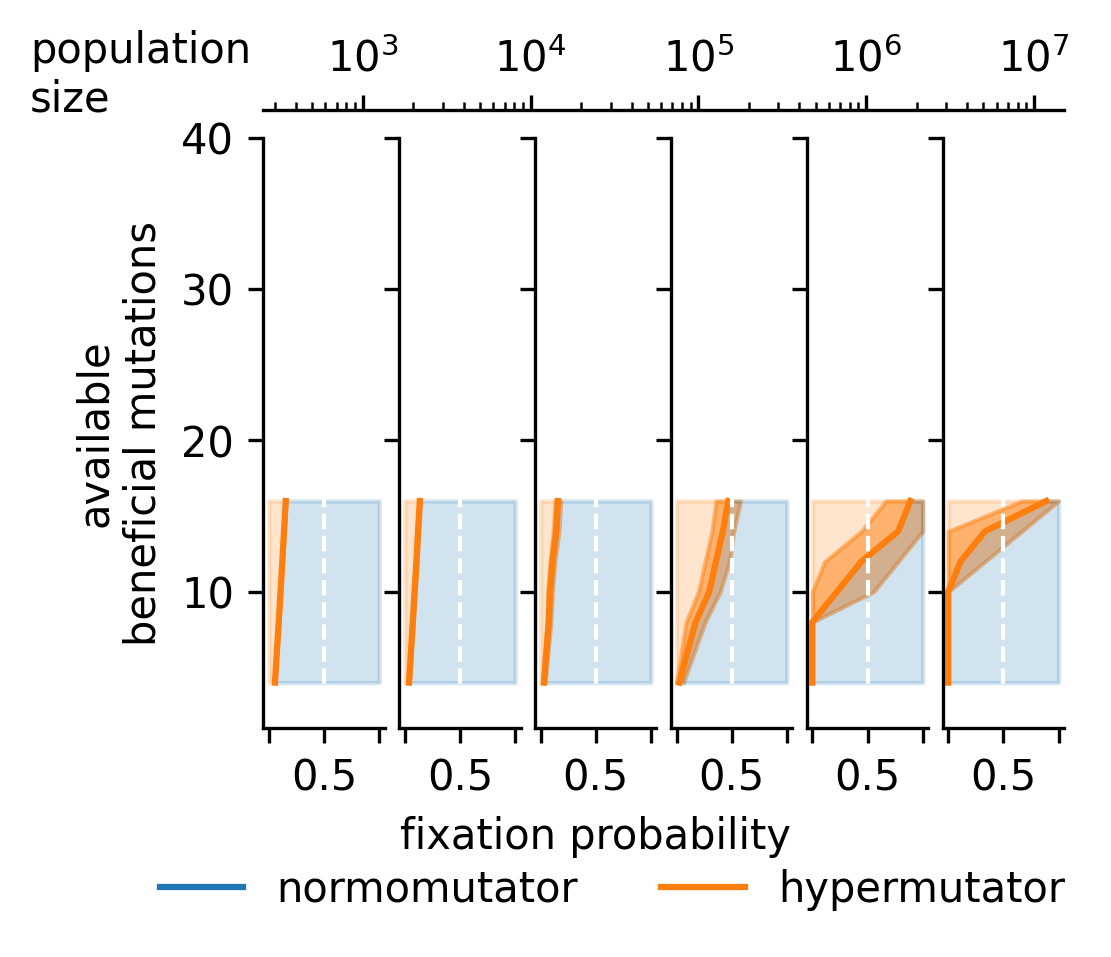 population
size
10³ 10⁴ 10⁵ 10⁶ 10⁷
40
30
20
10
available
beneficial mutations
0.5 0.5 0.5 0.5 0.5 0.5
fixation probability
normomutator hypermutator